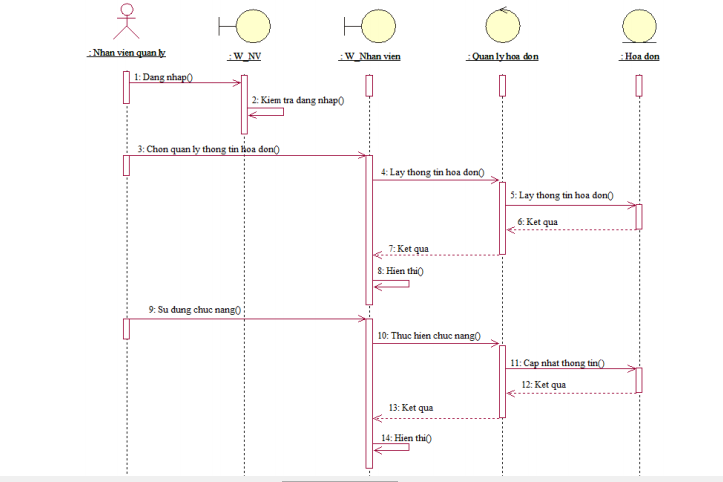 : Nhan vien quan ly
: W_NV
: W_Nhan vien
: Quan ly hoa don
: Hoa don
1: Dang nhap()
2: Kiem tra dang nhap()
3: Chon quan ly thong tin hoa don()
4: Lay thong tin hoa don()
5: Lay thong tin hoa don()
6: Ket qua
7: Ket qua
8: Hien thi()
9: Su dung chuc nang()
10: Thuc hien chuc nang()
11: Cap nhat thong tin()
12: Ket qua
13: Ket qua
14: Hien thi()